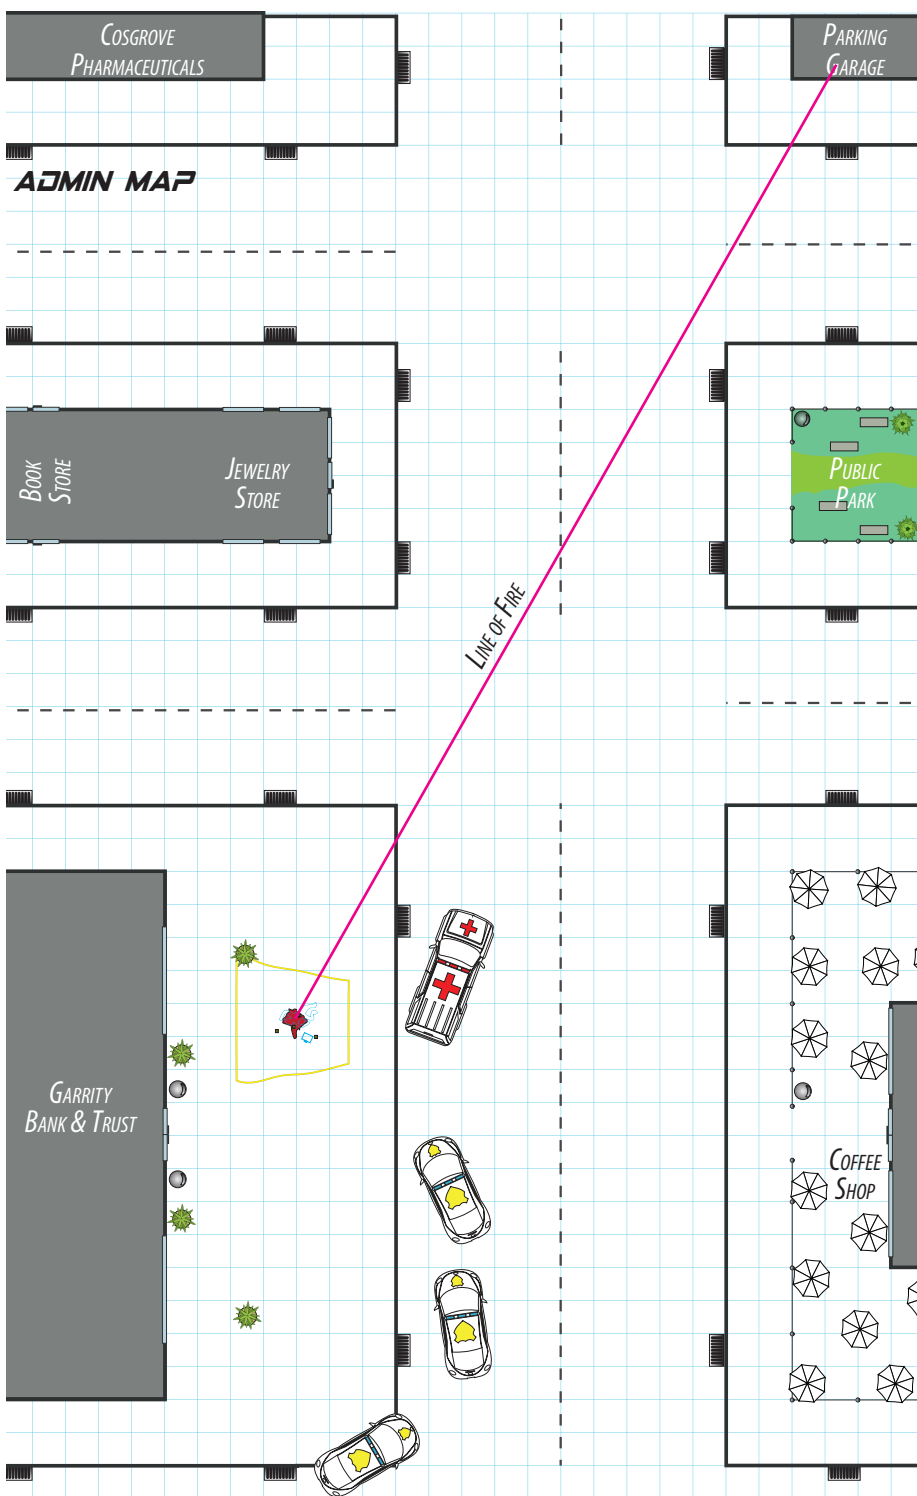 Cosgrove
Pharmaceuticals
Parking
Garage
ADMIN MAP
Book
Store
Jewelry
Store
Public
Park
Line of Fire
Garrity
Bank & Trust
Coffee
Shop